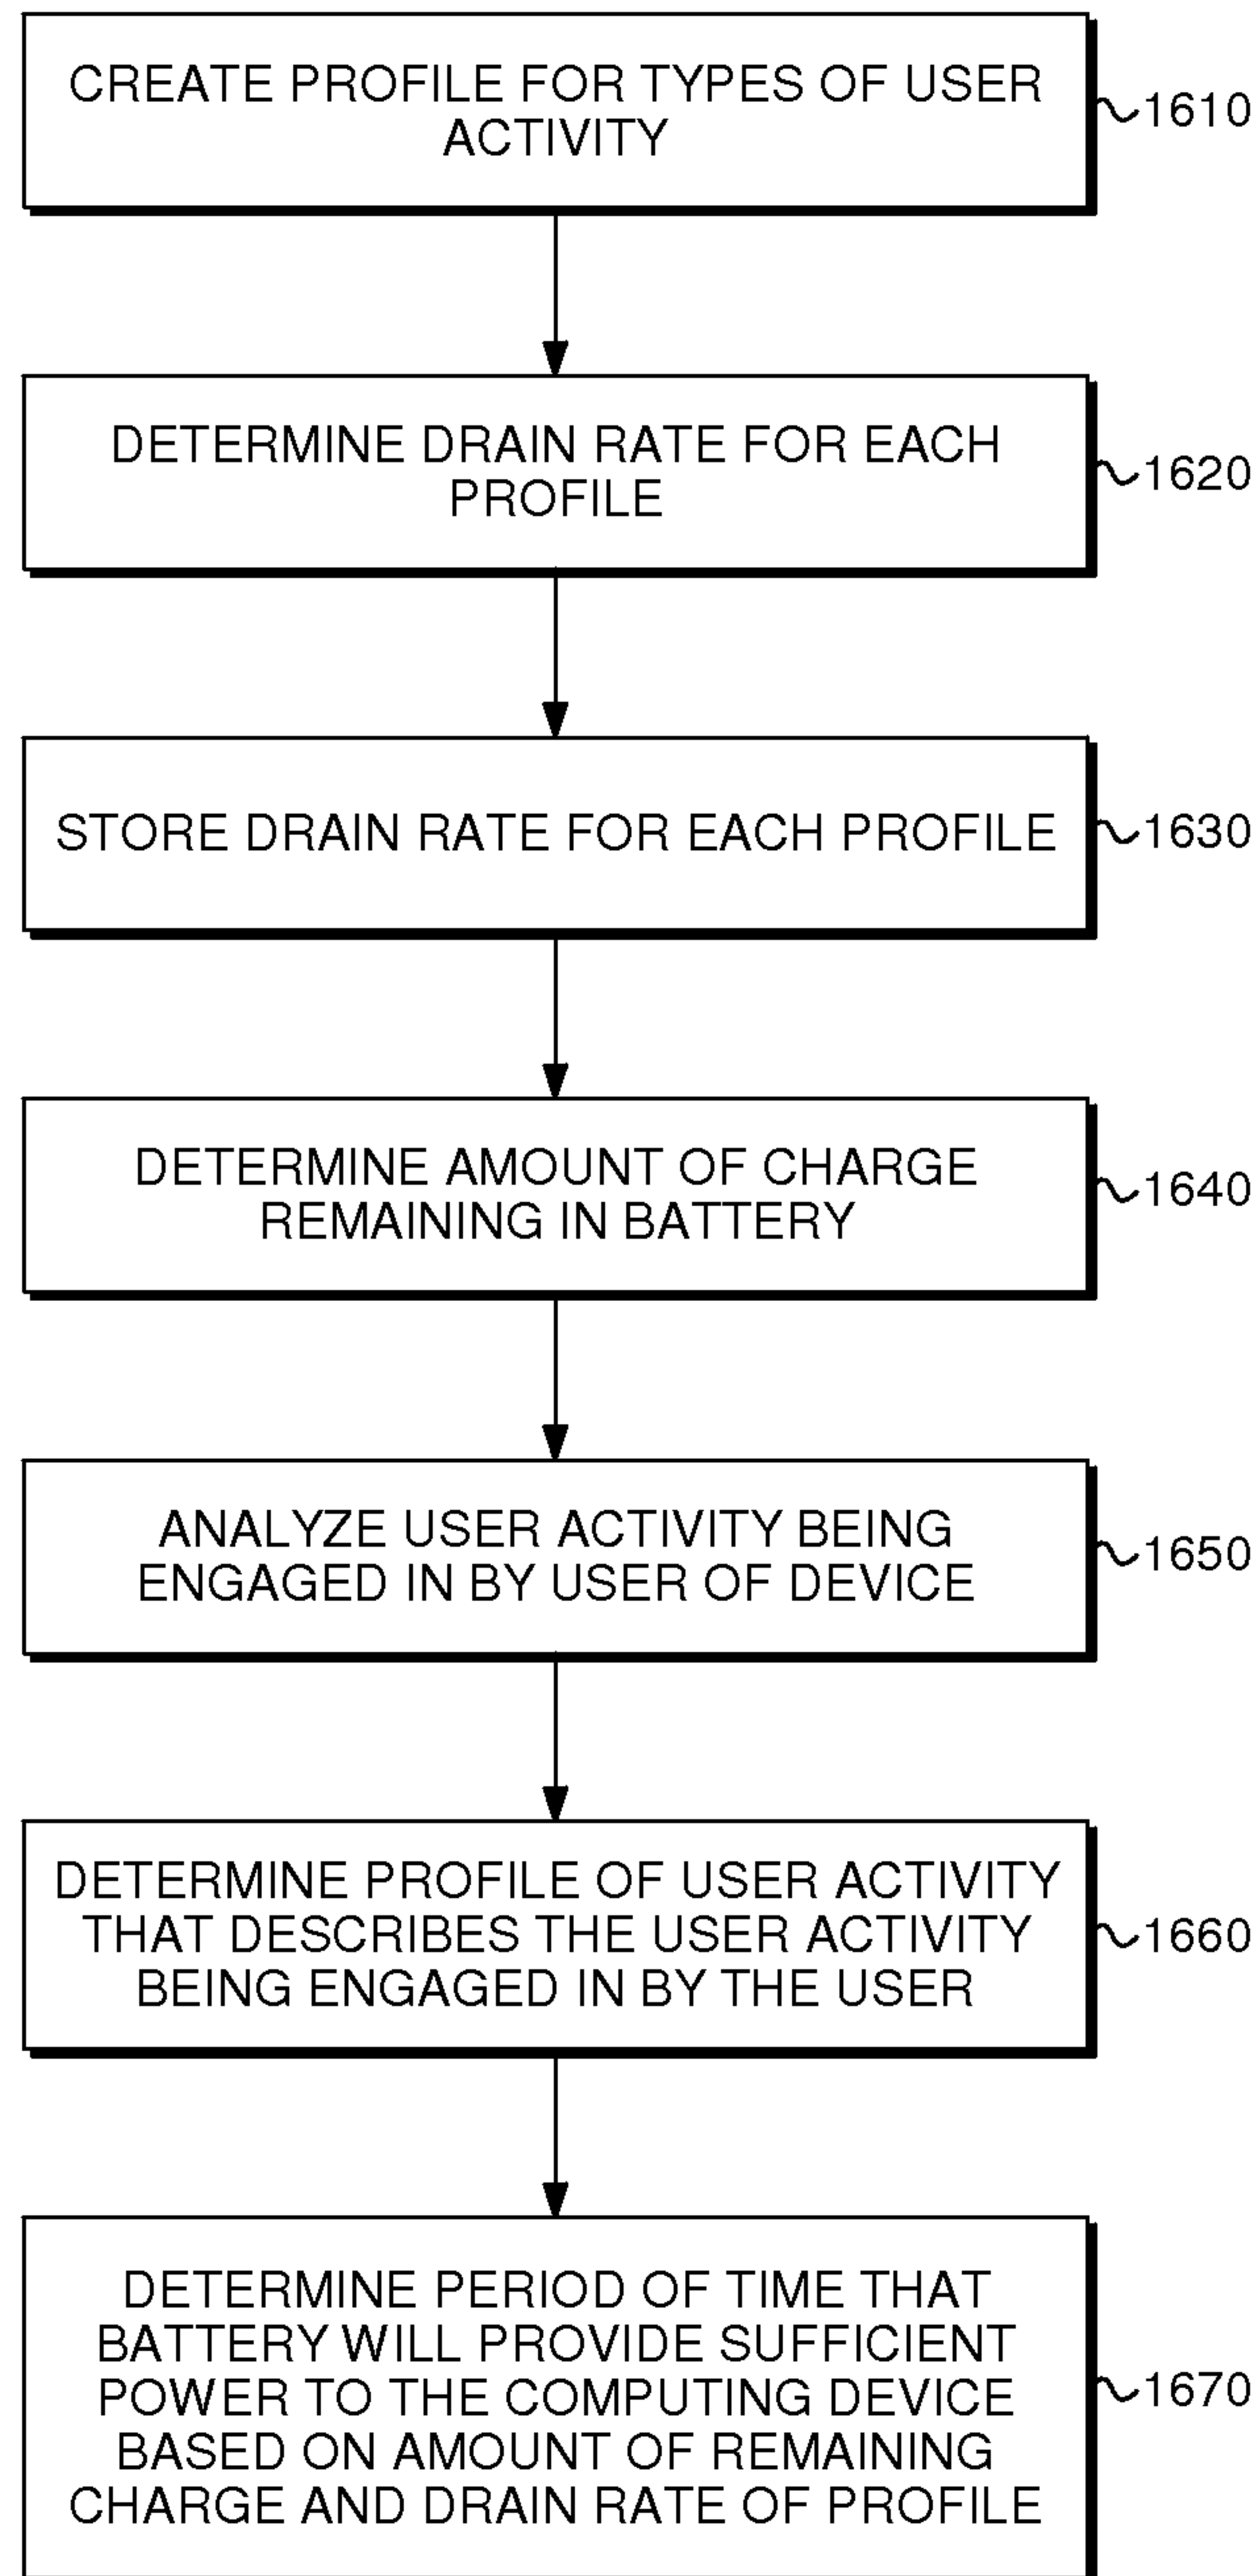 CREATE PROFILE FOR TYPES OF USER
ACTIVITY
1610
DETERMINE DRAIN RATE FOR EACH
PROFILE
1620
STORE DRAIN RATE FOR EACH PROFILE
1630
DETERMINE AMOUNT OF CHARGE
REMAINING IN BATTERY
1640
ANALYZE USER ACTIVITY BEING
ENGAGED IN BY USER OF DEVICE
1650
DETERMINE PROFILE OF USER ACTIVITY
THAT DESCRIBES THE USER ACTIVITY
BEING ENGAGED IN BY THE USER
1660
DETERMINE PERIOD OF TIME THAT
BATTERY WILL PROVIDE SUFFICIENT
POWER TO THE COMPUTING DEVICE
BASED ON AMOUNT OF REMAINING
CHARGE AND DRAIN RATE OF PROFILE
1670